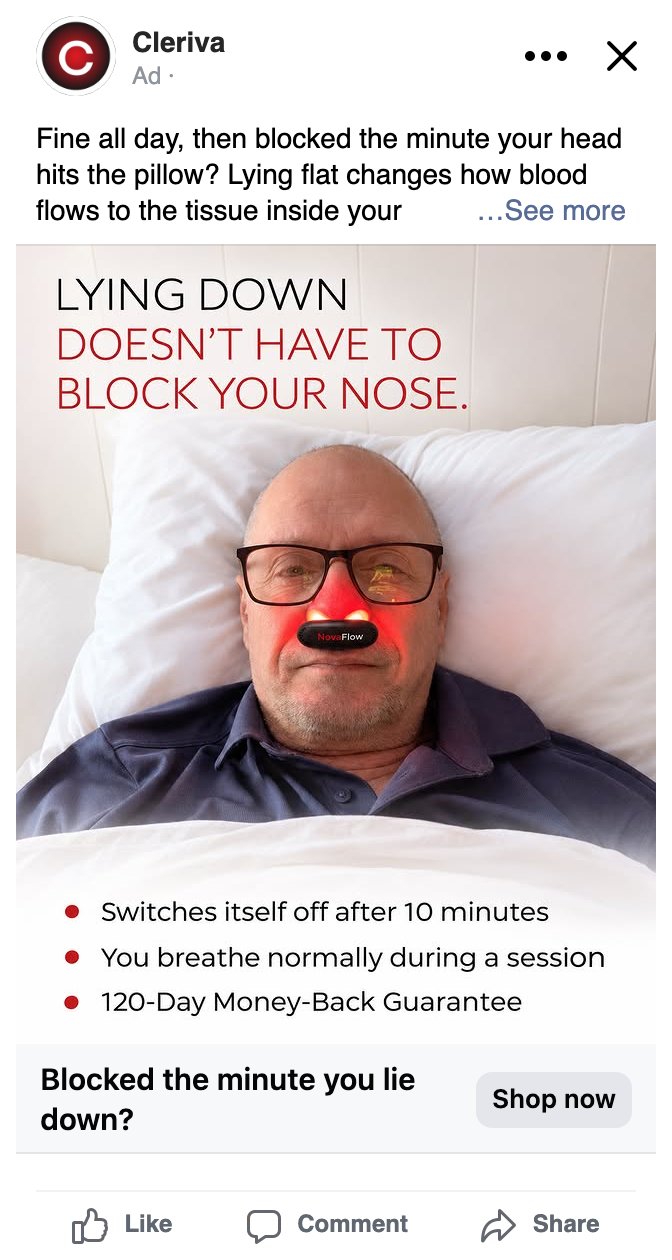 C
Cleriva
Ad ·
Fine all day, then blocked the minute your head
hits the pillow? Lying flat changes how blood
flows to the tissue inside your ...See more
LYING DOWN
DOESN'T HAVE TO
BLOCK YOUR NOSE.
NovaFlow
Switches itself off after 10 minutes
You breathe normally during a session
120-Day Money-Back Guarantee
Blocked the minute you lie
down?
Shop now
Like Comment Share